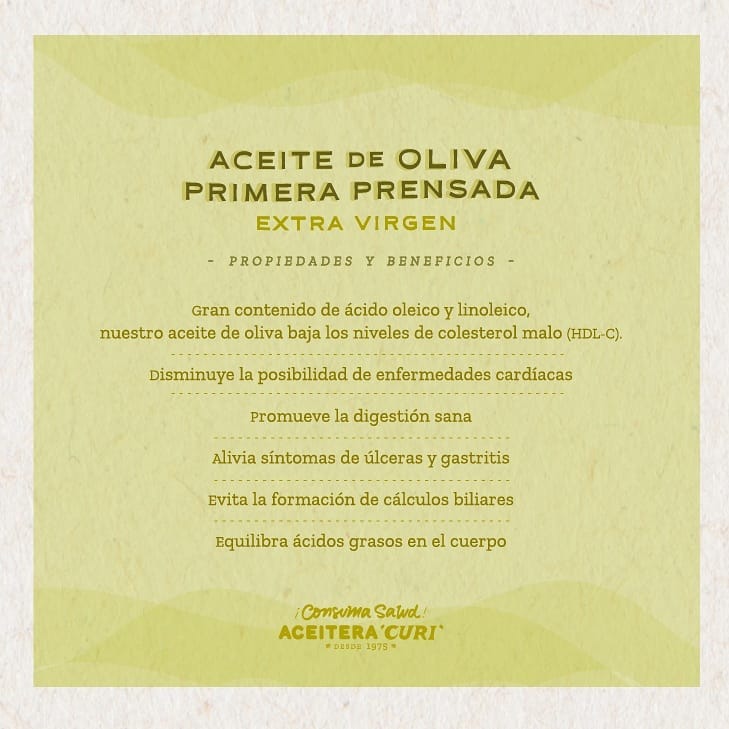 ACEITE DE OLIVA
PRIMERA PRENSADA
EXTRA VIRGEN
- PROPIEDADES Y BENEFICIOS -
Gran contenido de ácido oleico y linoleico,
nuestro aceite de oliva baja los niveles de colesterol malo (HDL-C).
Disminuye la posibilidad de enfermedades cardíacas
Promueve la digestión sana
Alivia síntomas de úlceras y gastritis
Evita la formación de cálculos biliares
Equilibra ácidos grasos en el cuerpo
¡Consuma Salud!
ACEITERA 'CURI'
DESDE 1975